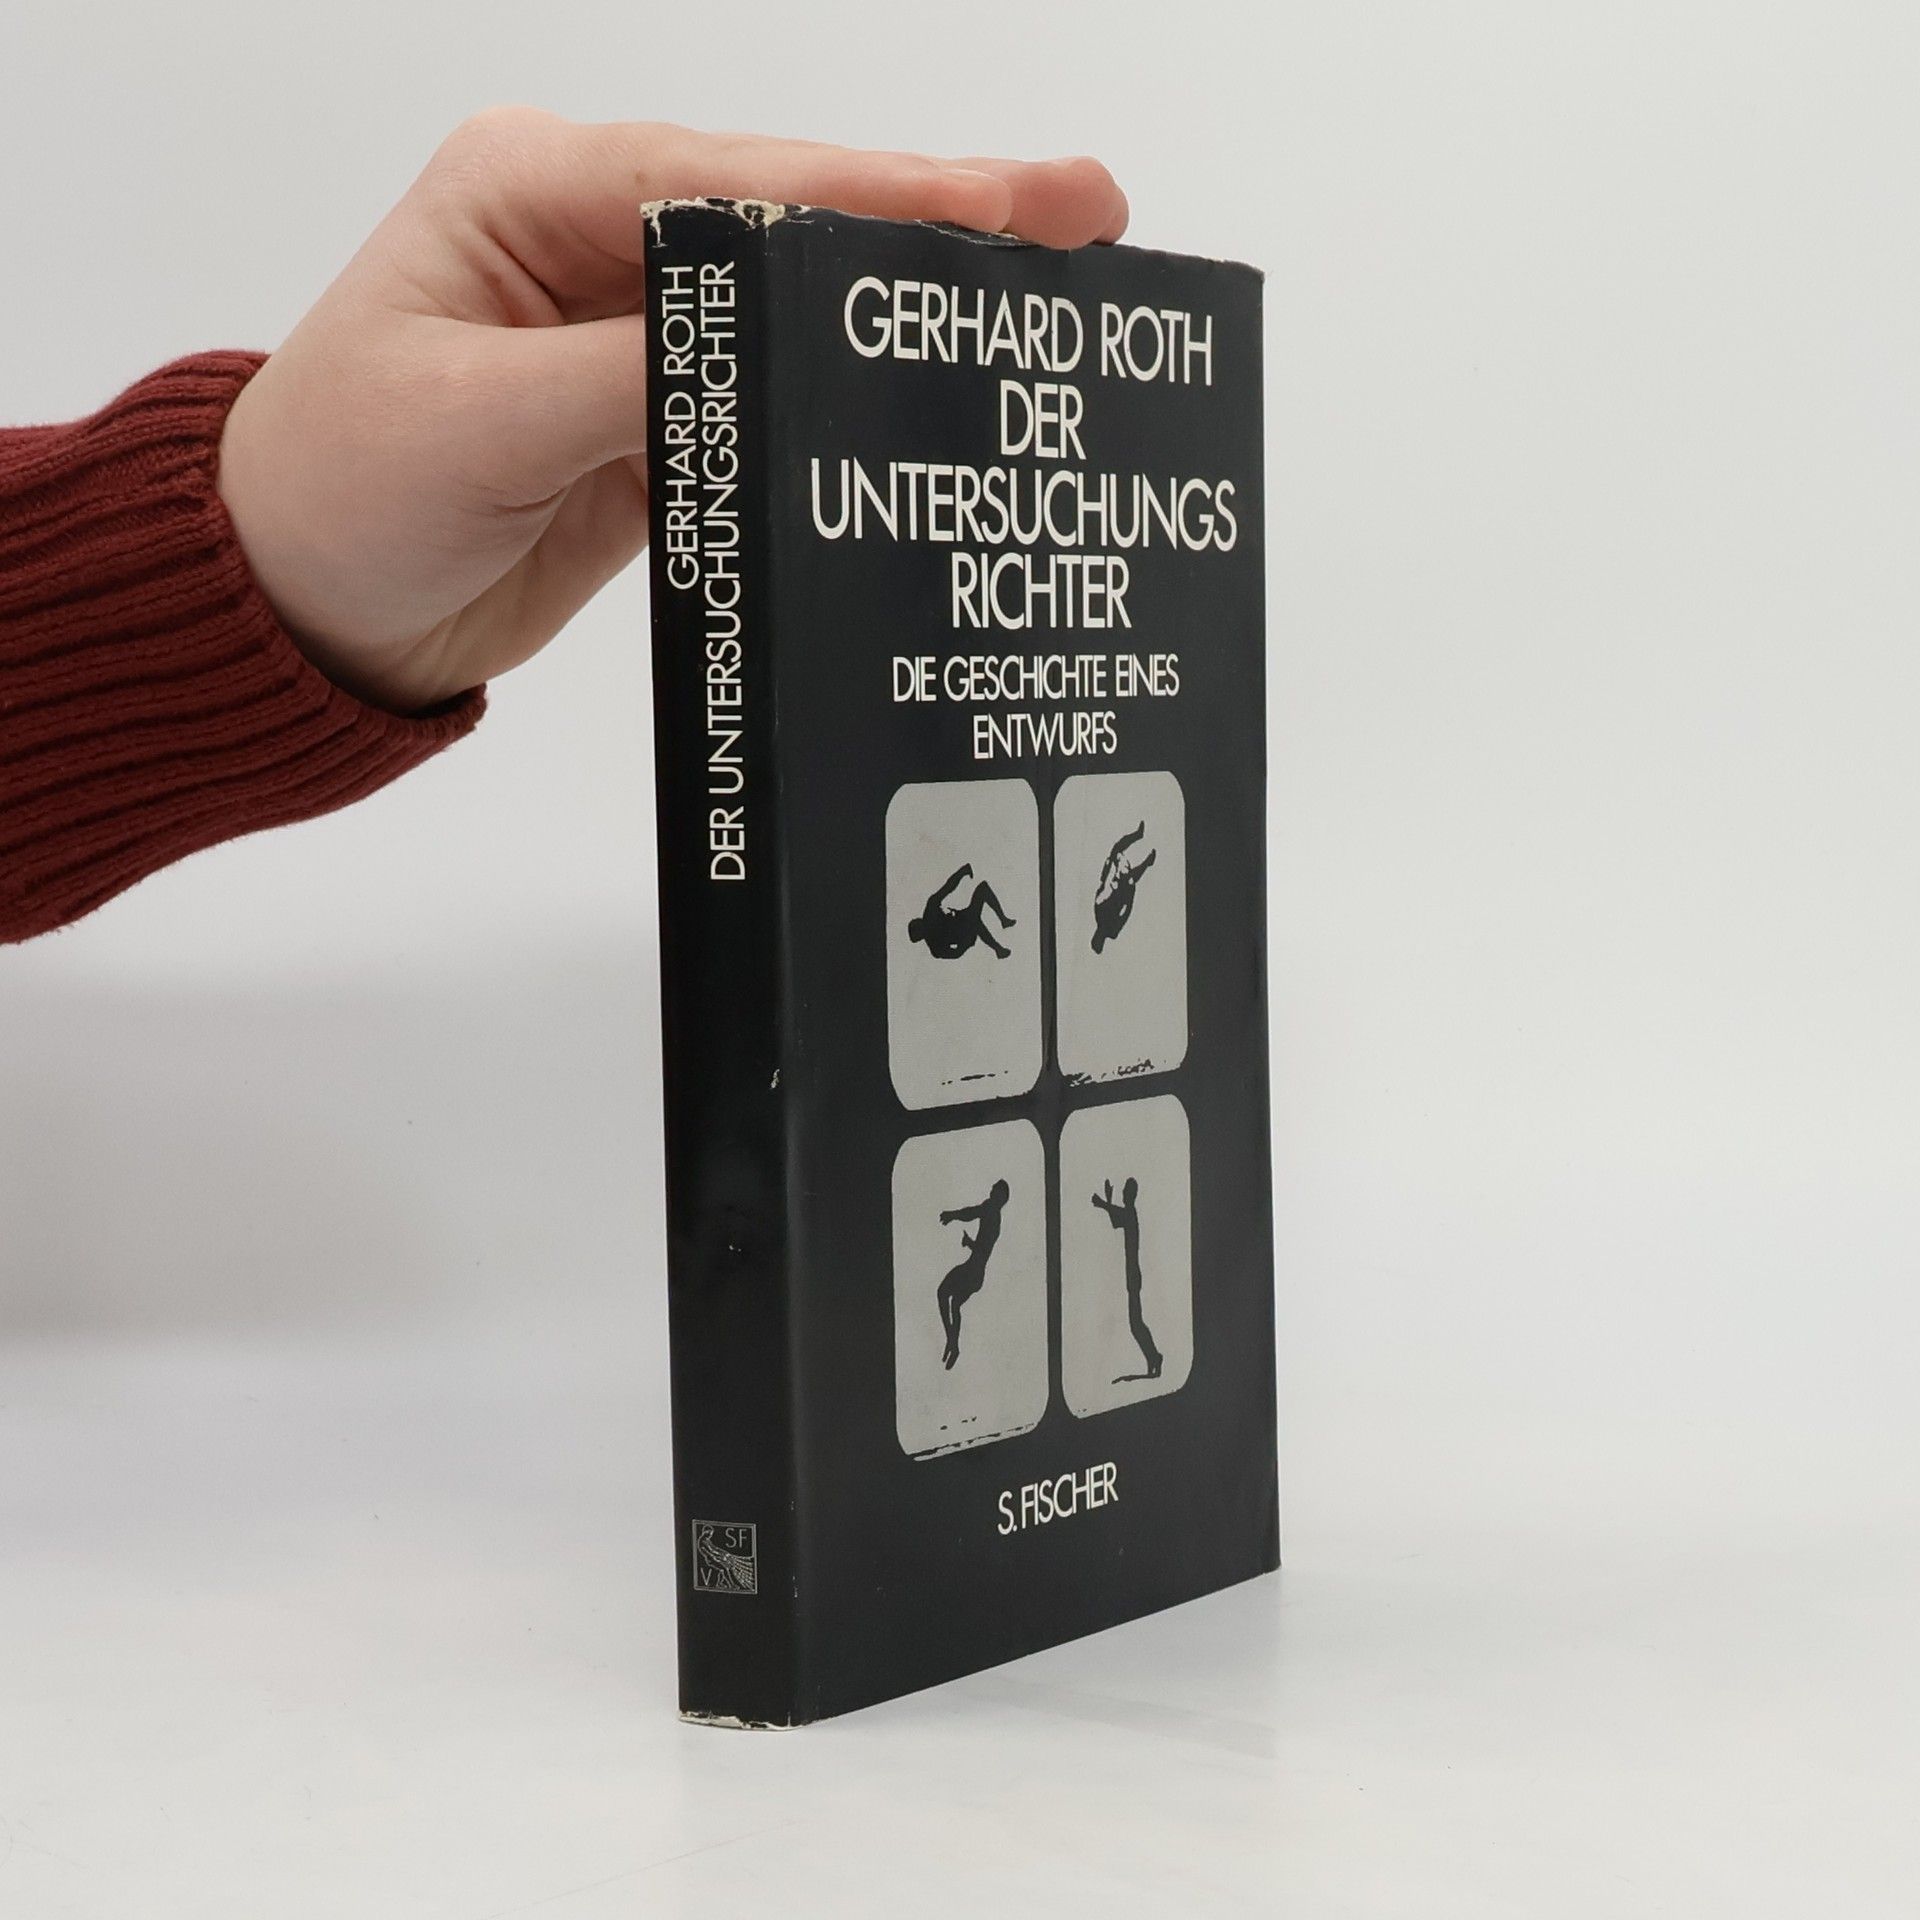 GERHARD ROTH
DER UNTERSUCHUNGSRICHTER
SF
V
GERHARD ROTH
DER
UNTERSUCHUNGS
RICHTER
DIE GESCHICHTE EINES
ENTWURFS
S. FISCHER